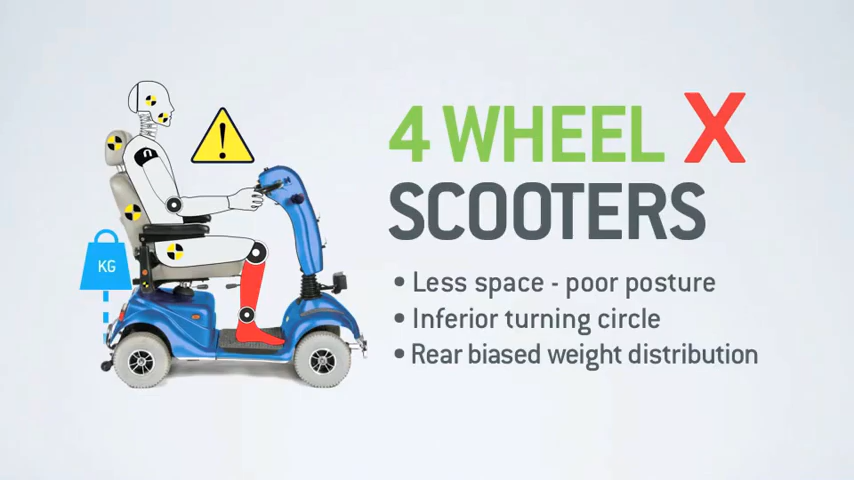 4 WHEEL X
SCOOTERS
• Less space - poor posture
• Inferior turning circle
• Rear biased weight distribution
KG